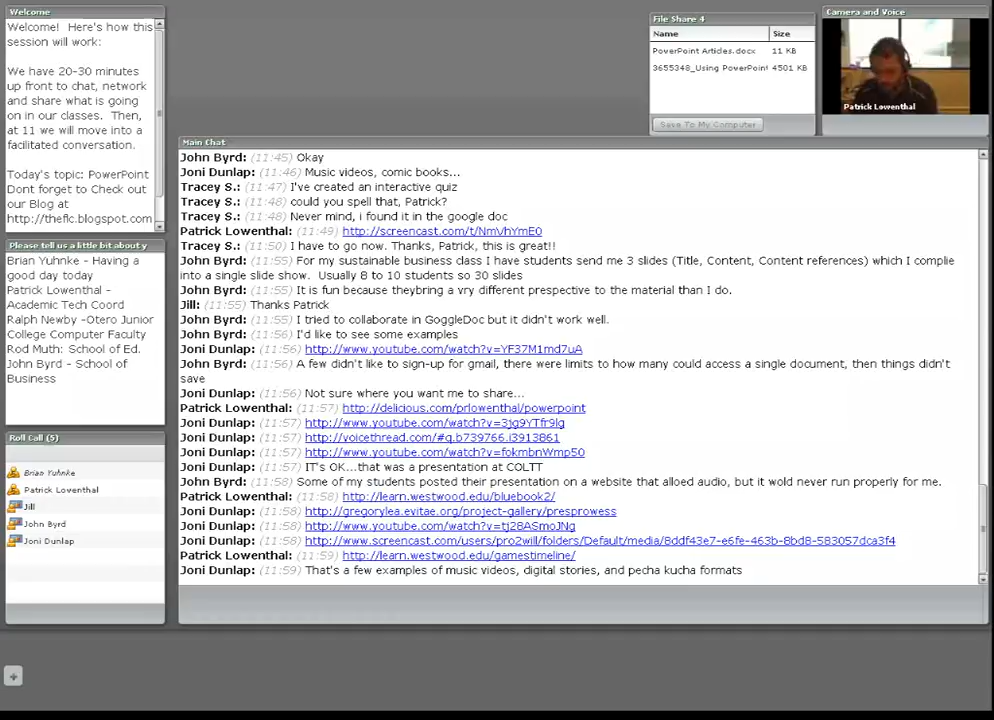 Welcome
Welcome!  Here's how this
session will work:
We have 20-30 minutes
up front to chat, network
and share what is going
on in our classes.  Then,
at 11 we will move into a
facilitated conversation.
Today's topic: PowerPoint
Dont forget to Check out
our Blog at
http://theflc.blogspot.com
Please tell us a little bit about y
Brian Yuhnke - Having a
good day today
Patrick Lowenthal -
Academic Tech Coord
Ralph Newby -Otero Junior
College Computer Faculty
Rod Muth: School of Ed.
John Byrd - School of
Business
Roll Call (5)
Brian Yuhnke
Patrick Lowenthal
Jill
John Byrd
Joni Dunlap
File Share 4
Name Size
PowerPoint Articles.docx 11 KB
3655348_Using PowerPoint 4501 KB
Save To My Computer
Camera and Voice
Patrick Lowenthal
Main Chat
John Byrd: (11:45) Okay
Joni Dunlap: (11:46) Music videos, comic books...
Tracey S.: (11:47) I've created an interactive quiz
Tracey S.: (11:48) could you spell that, Patrick?
Tracey S.: (11:48) Never mind, i found it in the google doc
Patrick Lowenthal: (11:49) http://screencast.com/t/NmVhYmE0
Tracey S.: (11:50) I have to go now. Thanks, Patrick, this is great!!
John Byrd: (11:55) For my sustainable business class I have students send me 3 slides (Title, Content, Content references) which I complie
into a single slide show.  Usually 8 to 10 students so 30 slides
John Byrd: (11:55) It is fun because theybring a vry different prespective to the material than I do.
Jill: (11:55) Thanks Patrick
John Byrd: (11:55) I tried to collaborate in GoggleDoc but it didn't work well.
John Byrd: (11:56) I'd like to see some examples
Joni Dunlap: (11:56) http://www.youtube.com/watch?v=YF37M1md7uA
John Byrd: (11:56) A few didn't like to sign-up for gmail, there were limits to how many could access a single document, then things didn't
save
Joni Dunlap: (11:56) Not sure where you want me to share...
Patrick Lowenthal: (11:57) http://delicious.com/prlowenthal/powerpoint
Joni Dunlap: (11:57) http://www.youtube.com/watch?v=3jg9YTfr9lg
Joni Dunlap: (11:57) http://voicethread.com/#q.b739766.i3913861
Joni Dunlap: (11:57) http://www.youtube.com/watch?v=fokmbnWmp50
Joni Dunlap: (11:57) IT's OK...that was a presentation at COLTT
John Byrd: (11:58) Some of my students posted their presentation on a website that alloed audio, but it wold never run properly for me.
Patrick Lowenthal: (11:58) http://learn.westwood.edu/bluebook2/
Joni Dunlap: (11:58) http://gregorylea.evitae.org/project-gallery/presprowess
Joni Dunlap: (11:58) http://www.youtube.com/watch?v=tj28ASmoJNg
Joni Dunlap: (11:58) http://www.screencast.com/users/pro2will/folders/Default/media/8ddf43e7-e6fe-463b-8bd8-583057dca3f4
Patrick Lowenthal: (11:59) http://learn.westwood.edu/gamestimeline/
Joni Dunlap: (11:59) That's a few examples of music videos, digital stories, and pecha kucha formats